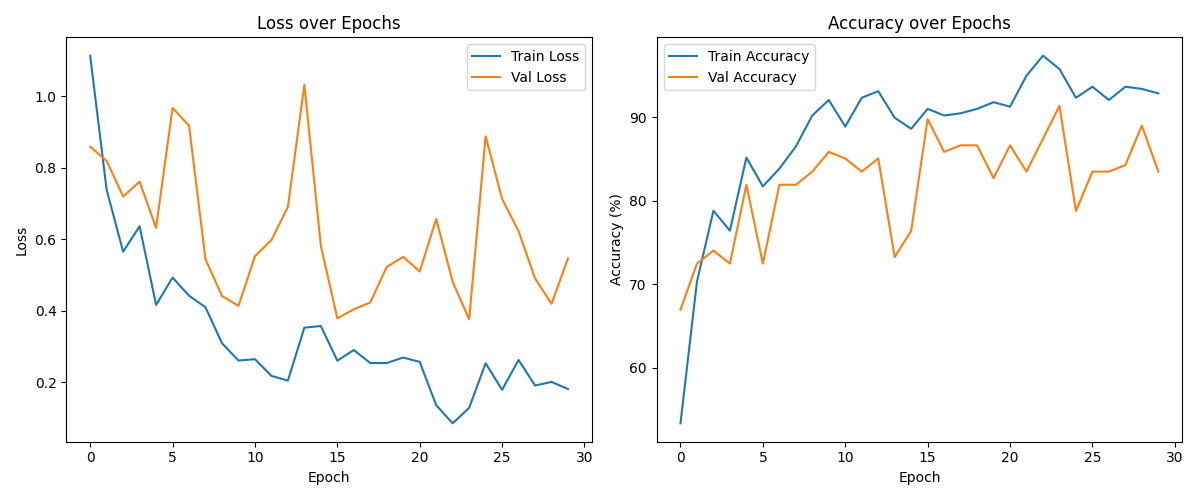 Loss over Epochs
Train Loss
Val Loss
1.0
0.8
0.6
0.4
0.2
Loss
0 5 10 15 20 25 30
Epoch
Accuracy over Epochs
Train Accuracy
Val Accuracy
90
80
70
60
Accuracy (%)
0 5 10 15 20 25 30
Epoch